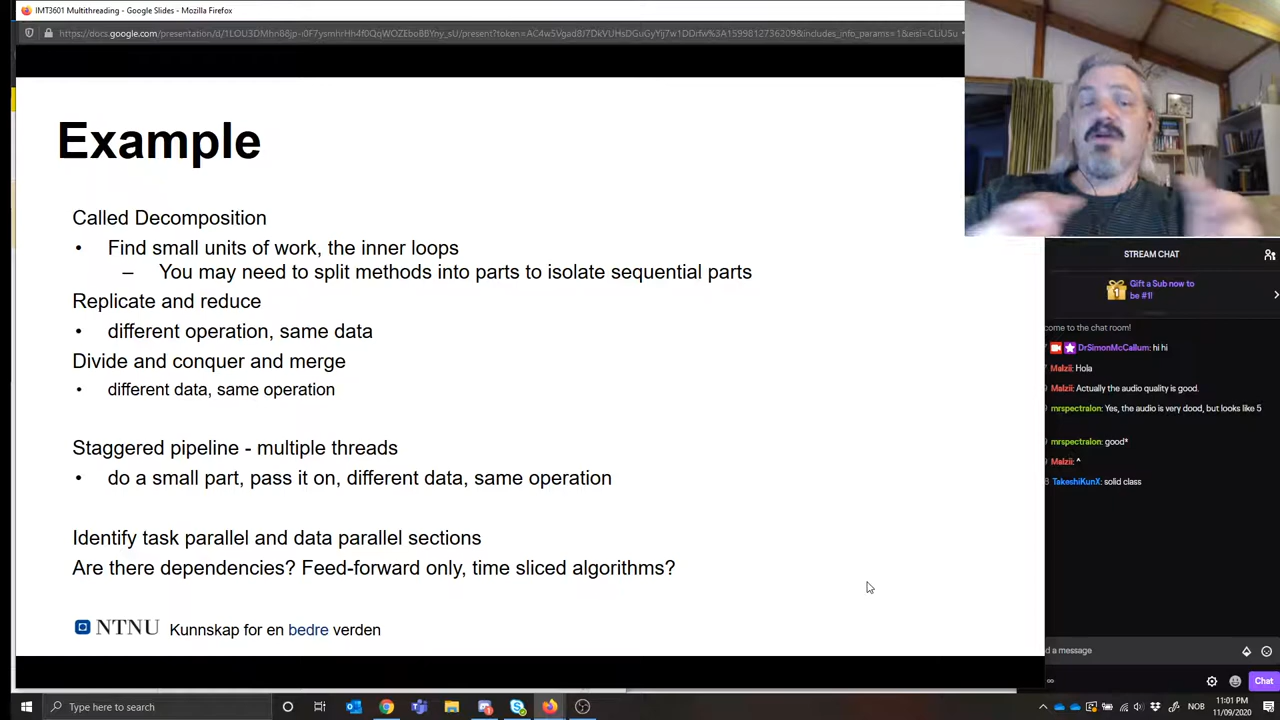 IMT3601 Multithreading - Google Slides - Mozilla Firefox
Example
Called Decomposition
• Find small units of work, the inner loops
– You may need to split methods into parts to isolate sequential parts
Replicate and reduce
• different operation, same data
Divide and conquer and merge
• different data, same operation
Staggered pipeline - multiple threads
• do a small part, pass it on, different data, same operation
Identify task parallel and data parallel sections
Are there dependencies? Feed-forward only, time sliced algorithms?
NTNU Kunnskap for en bedre verden
STREAM CHAT
Gift a Sub now to
1
be #1!
come to the chat room!
DrSimonMcCallum: hi hi
Malzii: Hola
Malzii: Actually the audio quality is good.
mrspectralon: Yes, the audio is very dood, but looks like 5
mrspectralon: good*
Malzii: ^
TakeshiKunX: solid class
d a message
Chat
Type here to search
NOB
11:01 PM
11/09/2020